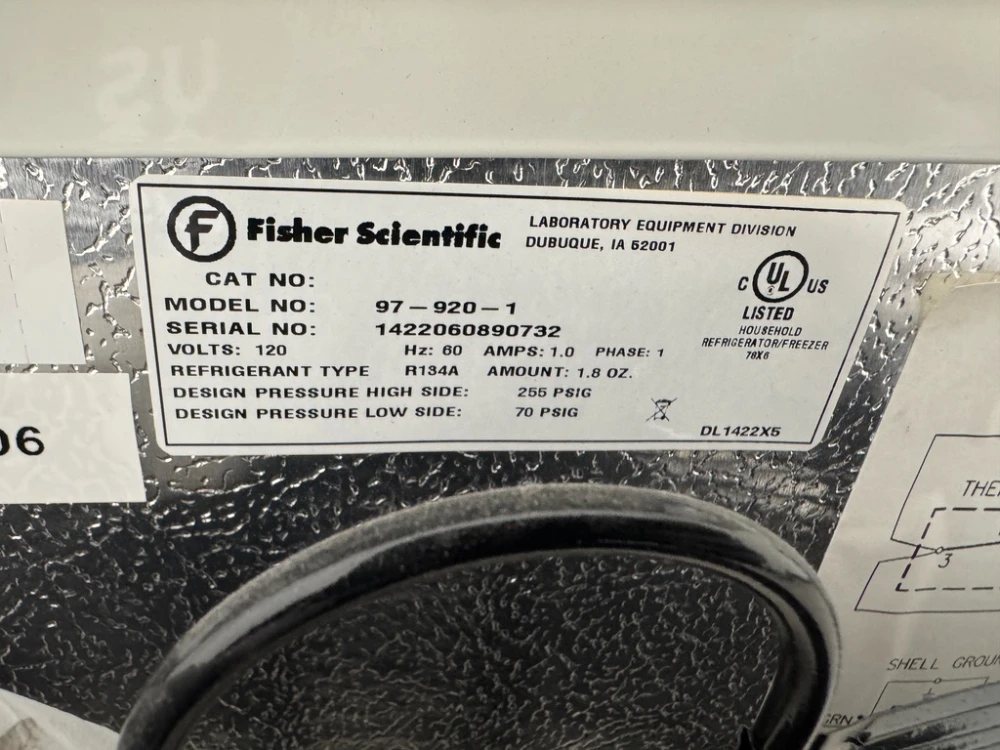 F Fisher Scientific
LABORATORY EQUIPMENT DIVISION
DUBUQUE, IA 52001
CAT NO:
MODEL NO: 97-920-1
SERIAL NO: 1422060890732
VOLTS: 120 Hz: 60 AMPS: 1.0 PHASE: 1
REFRIGERANT TYPE R134A AMOUNT: 1.8 OZ.
DESIGN PRESSURE HIGH SIDE: 255 PSIG
DESIGN PRESSURE LOW SIDE: 70 PSIG
C UL US
LISTED
HOUSEHOLD
REFRIGERATOR/FREEZER
78X6
DL1422X5
06
THE
3
SHELL GROUN
GRN